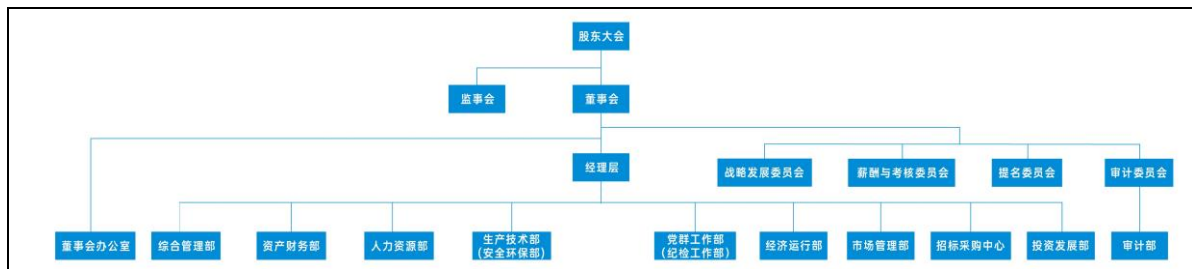 股东大会
监事会
董事会
经理层
战略发展委员会
薪酬与考核委员会
提名委员会
审计委员会
董事会办公室
综合管理部
资产财务部
人力资源部
生产技术部
(安全环保部)
党群工作部
(纪检工作部)
经济运行部
市场管理部
招标采购中心
投资发展部
审计部